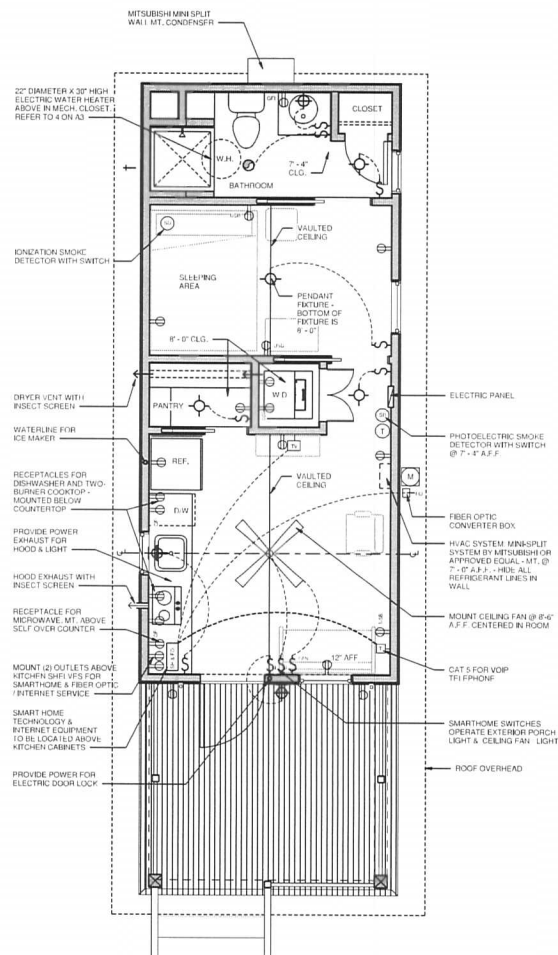 MITSUBISHI MINI SPLIT
WALL MT. CONDENSER
22" DIAMETER X 30" HIGH
ELECTRIC WATER HEATER
ABOVE IN MECH. CLOSET.
REFER TO 4 ON A3
CLOSET
W.H.
7' - 4"
CLG.
BATHROOM
IONIZATION SMOKE
DETECTOR WITH SWITCH
SD
VAULTED
CEILING
SLEEPING
AREA
PENDANT
FIXTURE -
BOTTOM OF
FIXTURE IS
8' - 0"
8' - 0" CLG.
DRYER VENT WITH
INSECT SCREEN
W D
PANTRY
ELECTRIC PANEL
SD
T
PHOTOELECTRIC SMOKE
DETECTOR WITH SWITCH
@ 7' - 4" A.F.F.
WATERLINE FOR
ICE MAKER
REF.
TV
VAULTED
CEILING
M
RECEPTACLES FOR
DISHWASHER AND TWO-
BURNER COOKTOP -
MOUNTED BELOW
COUNTERTOP
D/W
FIBER OPTIC
CONVERTER BOX
PROVIDE POWER
EXHAUST FOR
HOOD & LIGHT
HVAC SYSTEM: MINI-SPLIT
SYSTEM BY MITSUBISHI OR
APPROVED EQUAL - MT. @
7' - 0" A.F.F. - HIDE ALL
REFRIGERANT LINES IN
WALL
HOOD EXHAUST WITH
INSECT SCREEN
RECEPTACLE FOR
MICROWAVE, MT. ABOVE
SELF OVER COUNTER
MOUNT CEILING FAN @ 8'-6"
A.F.F. CENTERED IN ROOM
MOUNT (2) OUTLETS ABOVE
KITCHEN SHELVES FOR
SMARTHOME & FIBER OPTIC
/ INTERNET SERVICE
12" AFF
T
CAT 5 FOR VOIP
TELEPHONE
SMART HOME
TECHNOLOGY &
INTERNET EQUIPMENT
TO BE LOCATED ABOVE
KITCHEN CABINETS
SMARTHOME SWITCHES
OPERATE EXTERIOR PORCH
LIGHT & CEILING FAN LIGHT
PROVIDE POWER FOR
ELECTRIC DOOR LOCK
ROOF OVERHEAD